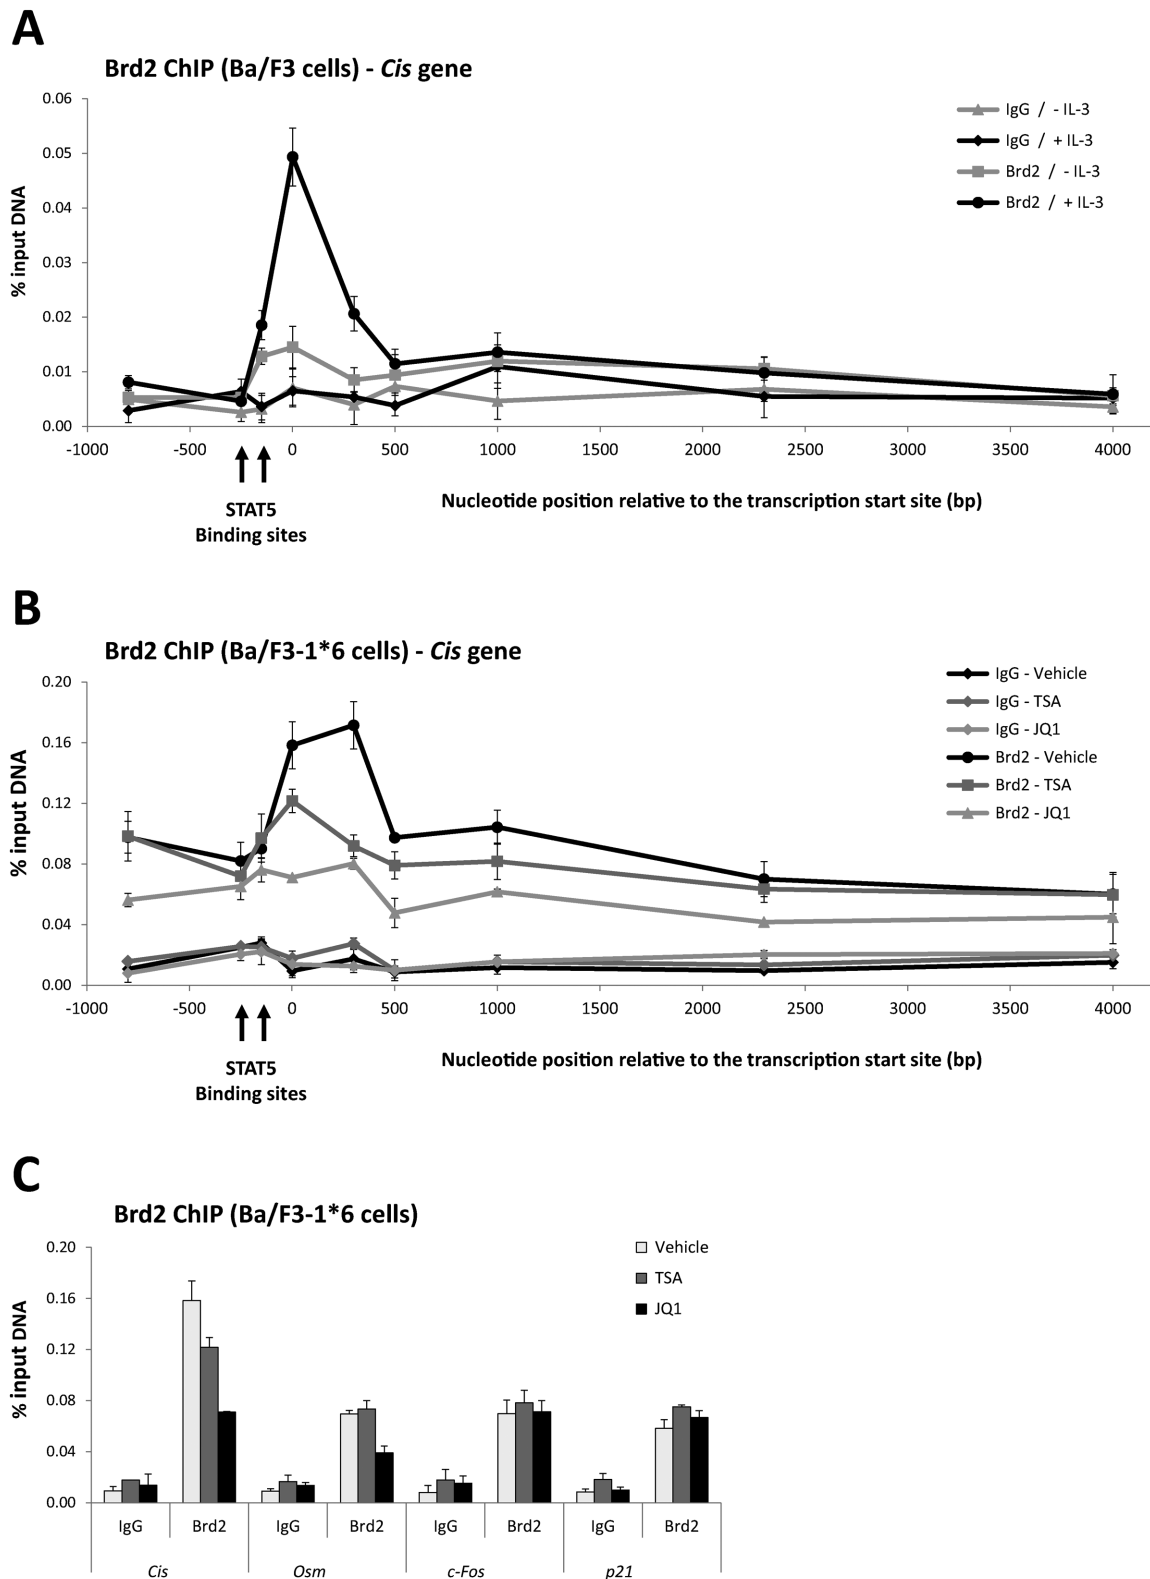 A
Brd2 ChIP (Ba/F3 cells) - Cis gene
% input DNA
0.06
0.05
0.04
0.03
0.02
0.01
0.00
IgG / - IL-3
IgG / + IL-3
Brd2 / - IL-3
Brd2 / + IL-3
-1000 -500 0 500 1000 1500 2000 2500 3000 3500 4000
STAT5
Binding sites
Nucleotide position relative to the transcription start site (bp)
B
Brd2 ChIP (Ba/F3-1*6 cells) - Cis gene
% input DNA
0.20
0.16
0.12
0.08
0.04
0.00
IgG - Vehicle
IgG - TSA
IgG - JQ1
Brd2 - Vehicle
Brd2 - TSA
Brd2 - JQ1
-1000 -500 0 500 1000 1500 2000 2500 3000 3500 4000
STAT5
Binding sites
Nucleotide position relative to the transcription start site (bp)
C
Brd2 ChIP (Ba/F3-1*6 cells)
% input DNA
0.20
0.16
0.12
0.08
0.04
0.00
Vehicle
TSA
JQ1
IgG Brd2 IgG Brd2 IgG Brd2 IgG Brd2
Cis Osm c-Fos p21